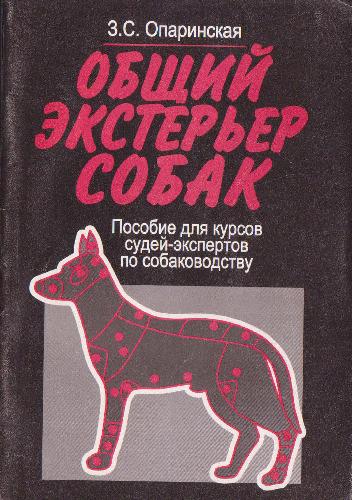 З.С. Опаринская
ОБЩИЙ
ЭКСТЕРЬЕР
СОБАК
Пособие для курсов
судей-экспертов
по собаководству